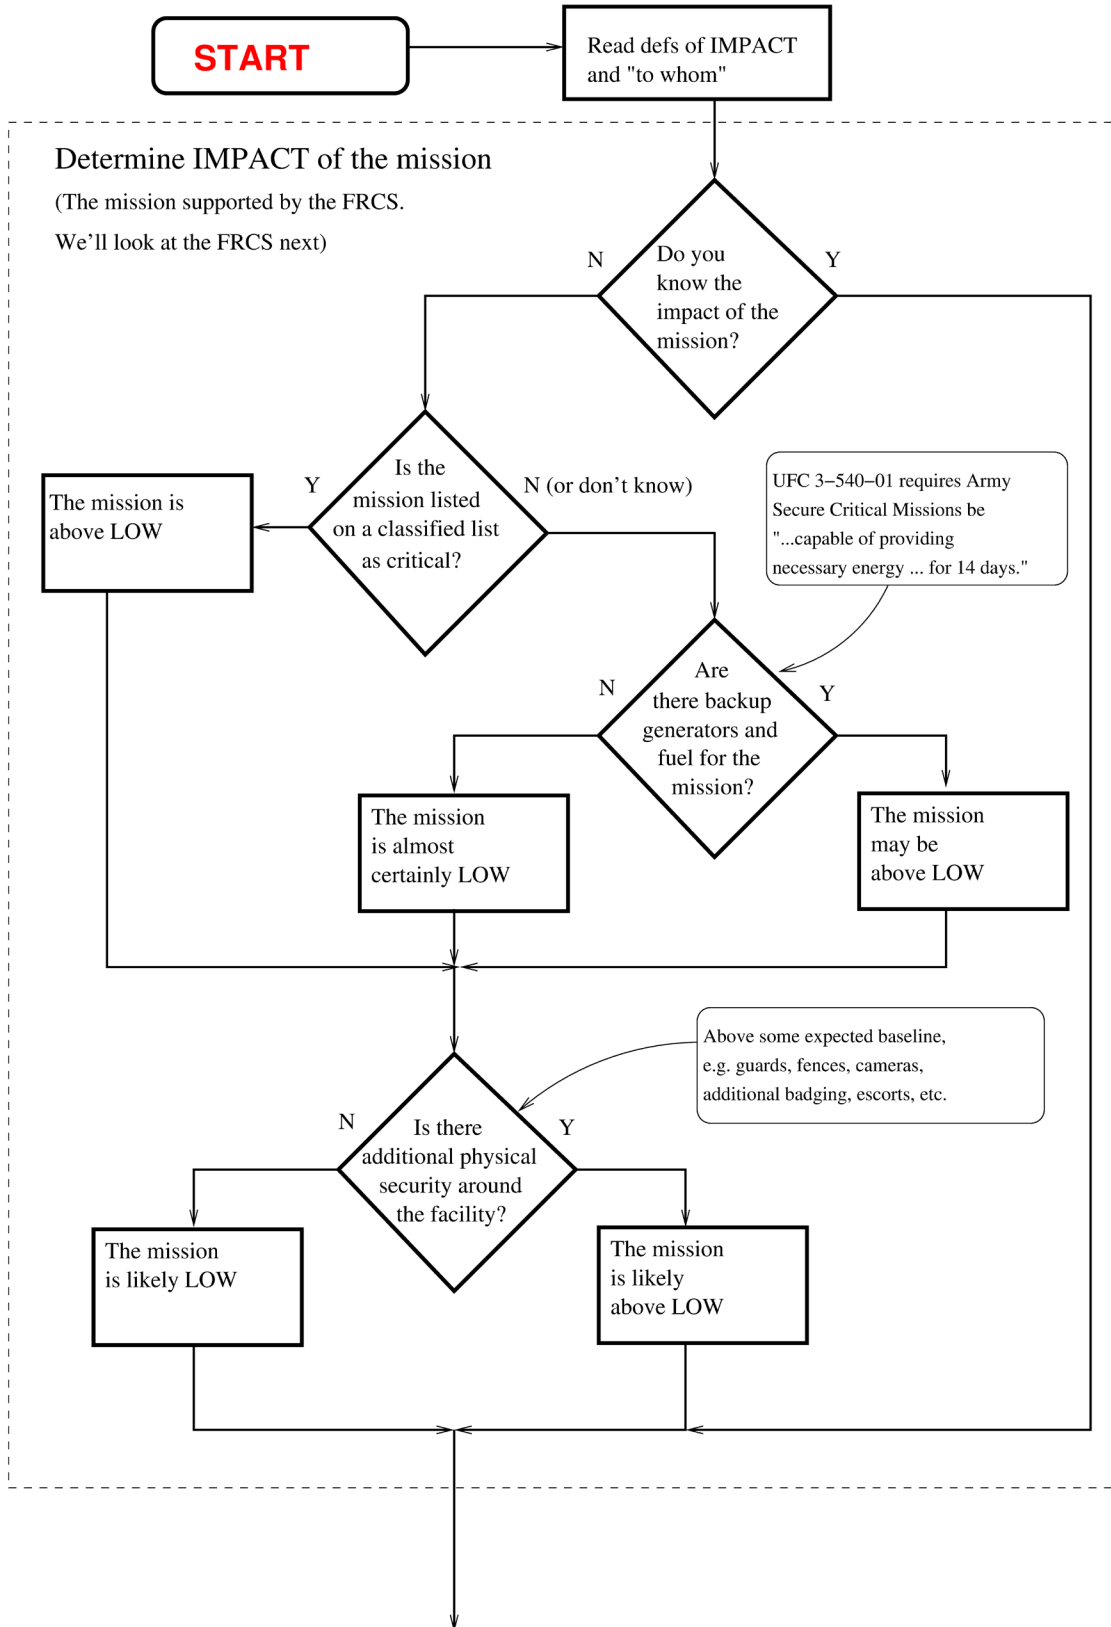 START
Read defs of IMPACT
and "to whom"
Determine IMPACT of the mission
(The mission supported by the FRCS.
We’ll look at the FRCS next)
N
Y
Do you
know the
impact of the
mission?
Y
N (or don’t know)
Is the
mission listed
on a classified list
as critical?
The mission is
above LOW
UFC 3−540−01 requires Army
Secure Critical Missions be
"...capable of providing
necessary energy ... for 14 days."
N
Y
Are
there backup
generators and
fuel for the
mission?
The mission
is almost
certainly LOW
The mission
may be
above LOW
Above some expected baseline,
e.g. guards, fences, cameras,
additional badging, escorts, etc.
N
Y
Is there
additional physical
security around
the facility?
The mission
is likely LOW
The mission
is likely
above LOW